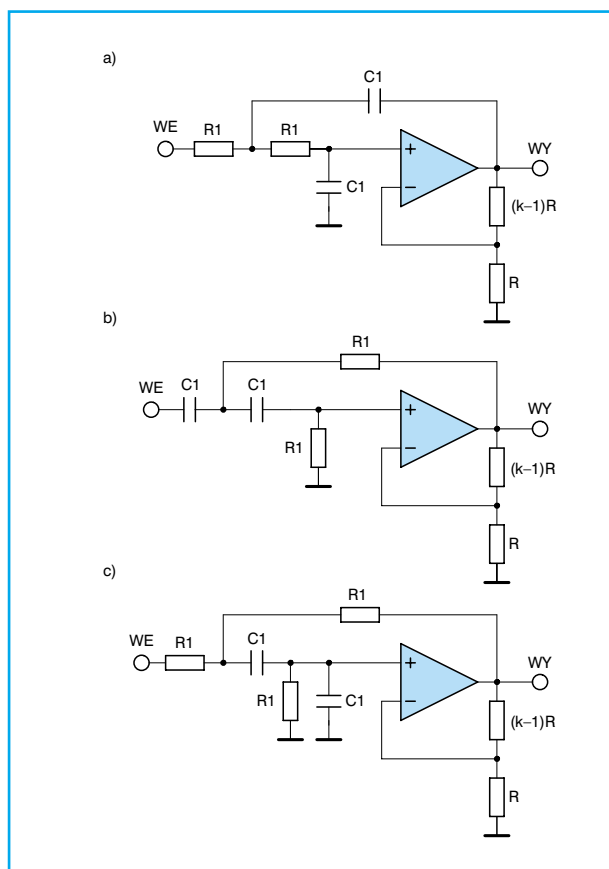 a)
C1
WE R1 R1 WY
+
C1
−
(k−1)R
R
b)
R1
WE C1 C1 WY
+
R1
−
(k−1)R
R
c)
R1
WE R1 C1 WY
+
R1 C1
−
(k−1)R
R